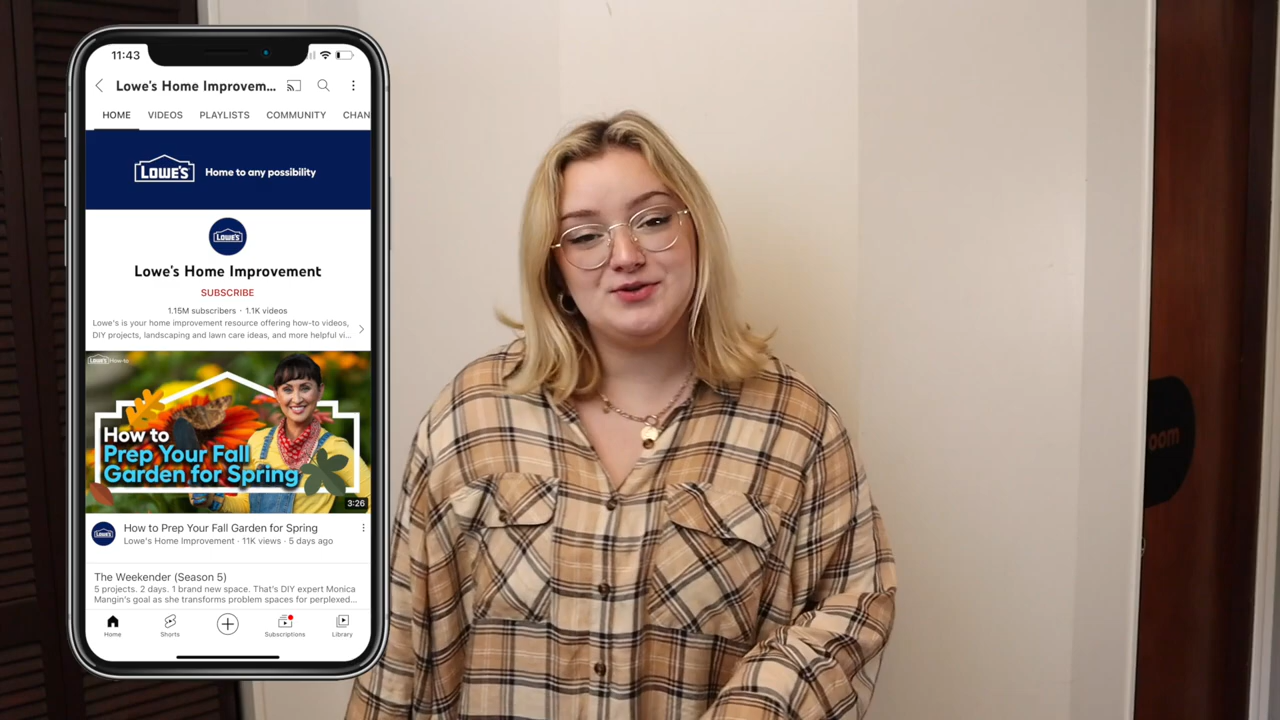 11:43
Lowe's Home Improvem...
HOME VIDEOS PLAYLISTS COMMUNITY CHAN
LOWE'S Home to any possibility
LOWE'S
Lowe's Home Improvement
SUBSCRIBE
1.15M subscribers · 1.1K videos
Lowe's is your home improvement resource offering how-to videos,
DIY projects, landscaping and lawn care ideas, and more helpful vi...
LOWE'S How-to
How to
Prep Your Fall
Garden for Spring
3:26
LOWE'S
How to Prep Your Fall Garden for Spring
Lowe's Home Improvement · 11K views · 5 days ago
The Weekender (Season 5)
5 projects. 2 days. 1 brand new space. That's DIY expert Monica
Mangin's goal as she transforms problem spaces for perplexed...
Home Shorts Subscriptions Library
oom